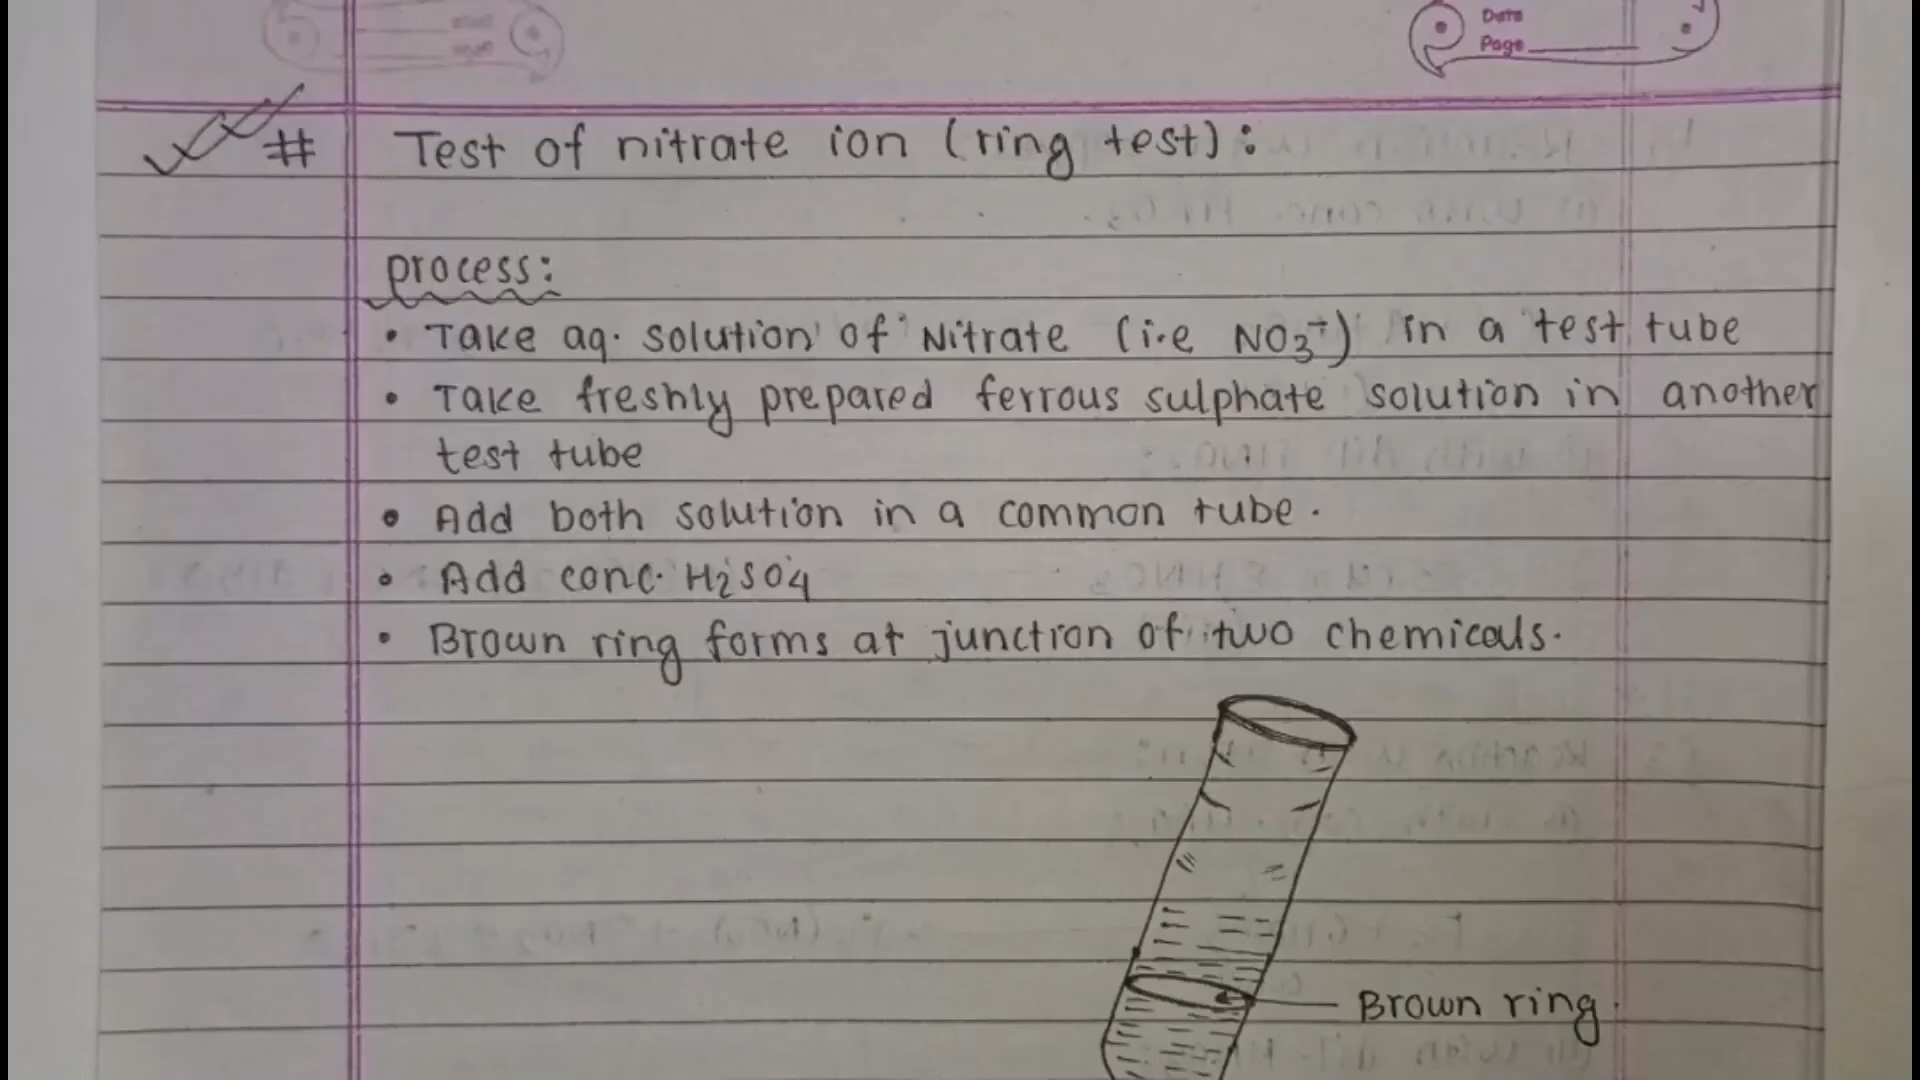 Date
Page
# Test of nitrate ion (ring test):
process:
• Take aq. solution of Nitrate (i.e NO3⁻) in a test tube
• Take freshly prepared ferrous sulphate solution in another
test tube
• Add both solution in a common tube.
• Add conc. H2SO4
• Brown ring forms at junction of two chemicals.
Brown ring